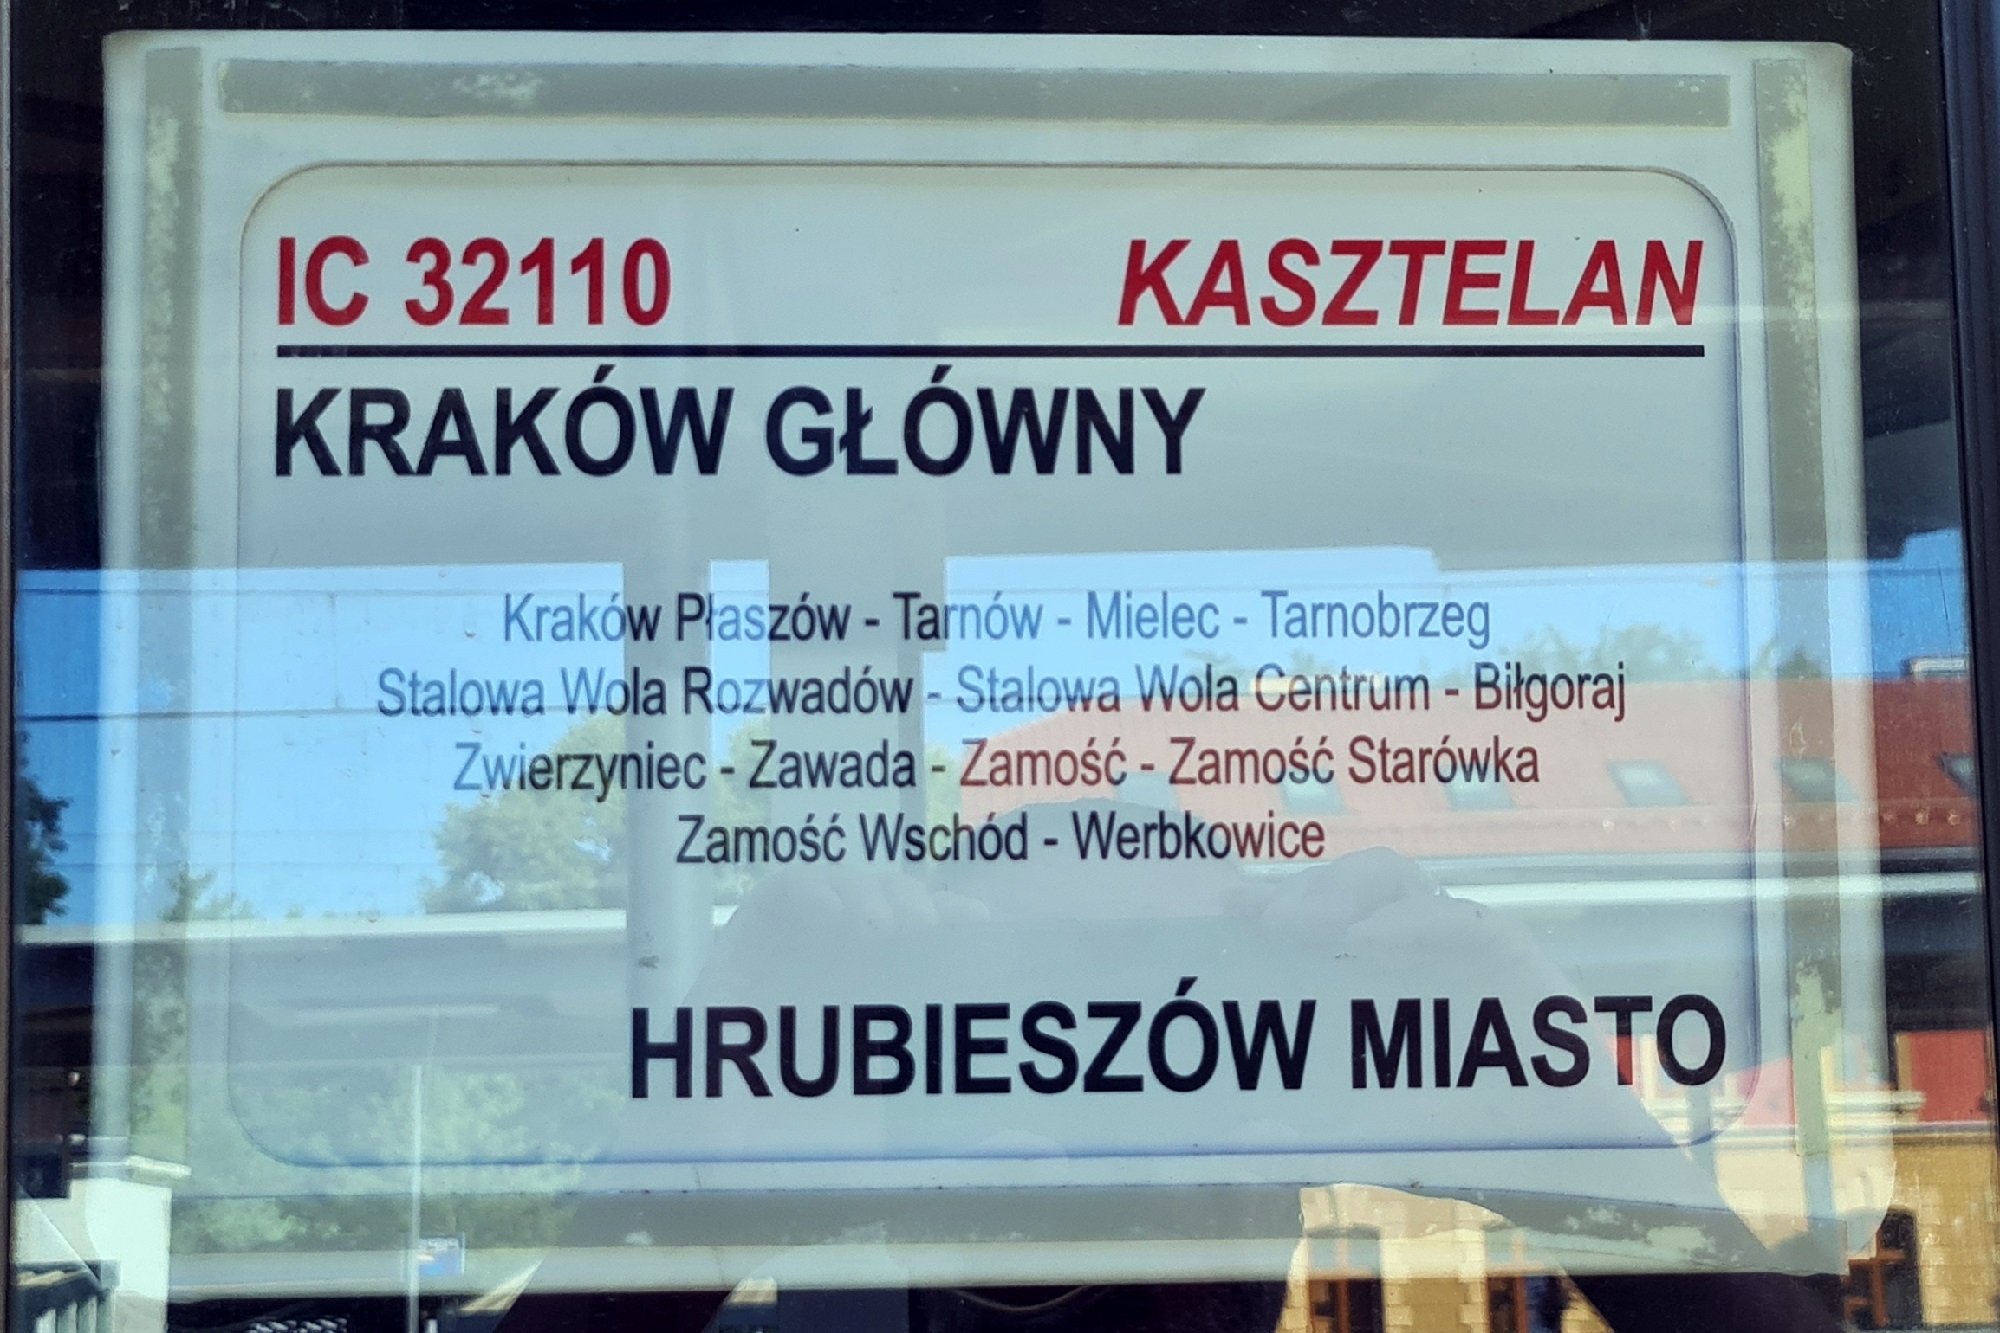 IC 32110 KASZTELAN
KRAKÓW GŁÓWNY
Kraków Płaszów - Tarnów - Mielec - Tarnobrzeg
Stalowa Wola Rozwadów - Stalowa Wola Centrum - Biłgoraj
Zwierzyniec - Zawada - Zamość - Zamość Starówka
Zamość Wschód - Werbkowice
HRUBIESZÓW MIASTO